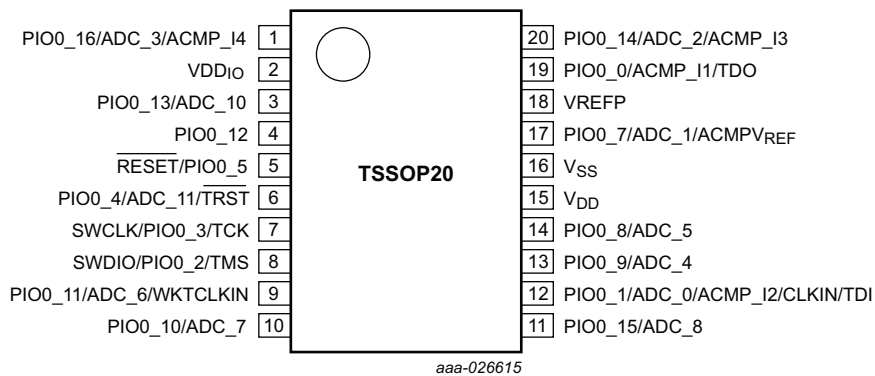 PIO0_16/ADC_3/ACMP_I4 1
VDDIO 2
PIO0_13/ADC_10 3
PIO0_12 4
RESET/PIO0_5 5
PIO0_4/ADC_11/TRST 6
SWCLK/PIO0_3/TCK 7
SWDIO/PIO0_2/TMS 8
PIO0_11/ADC_6/WKTCLKIN 9
PIO0_10/ADC_7 10
TSSOP20
20 PIO0_14/ADC_2/ACMP_I3
19 PIO0_0/ACMP_I1/TDO
18 VREFP
17 PIO0_7/ADC_1/ACMPVREF
16 VSS
15 VDD
14 PIO0_8/ADC_5
13 PIO0_9/ADC_4
12 PIO0_1/ADC_0/ACMP_I2/CLKIN/TDI
11 PIO0_15/ADC_8
aaa-026615